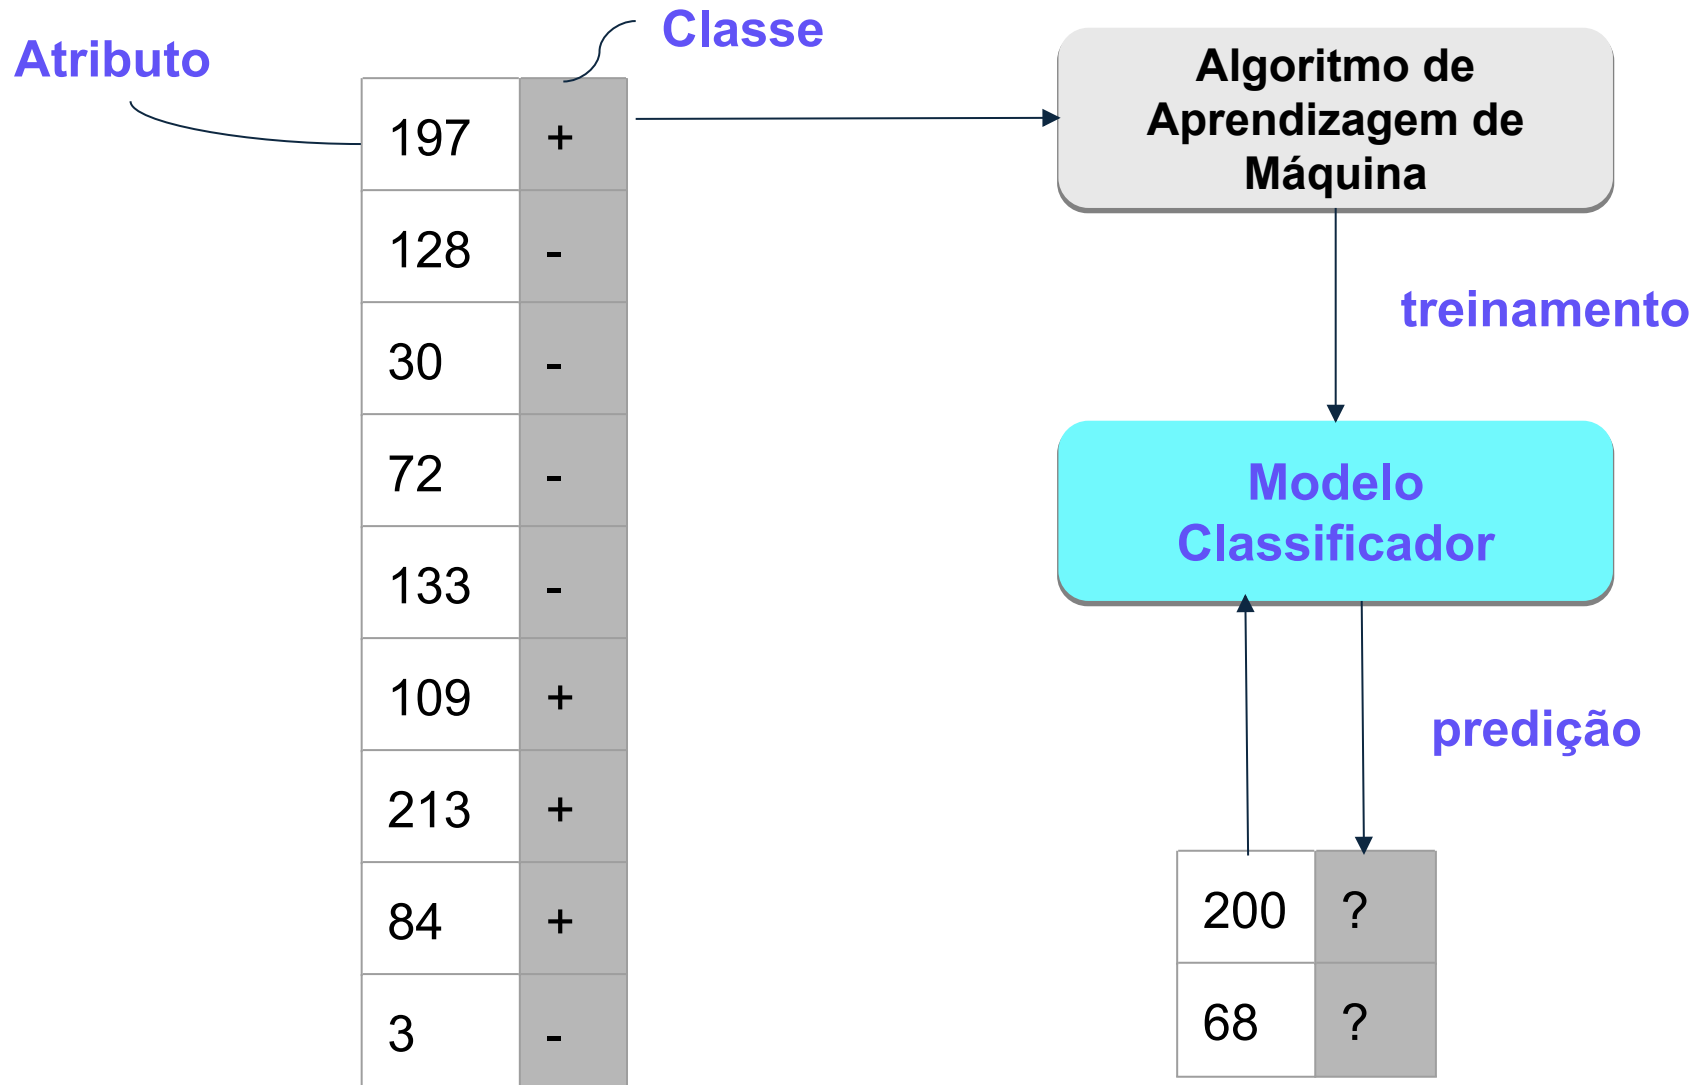 Atributo
Classe
197 +
128 -
30 -
72 -
133 -
109 +
213 +
84 +
3 -
Algoritmo de
Aprendizagem de
Máquina
treinamento
Modelo
Classificador
predição
200 ?
68 ?